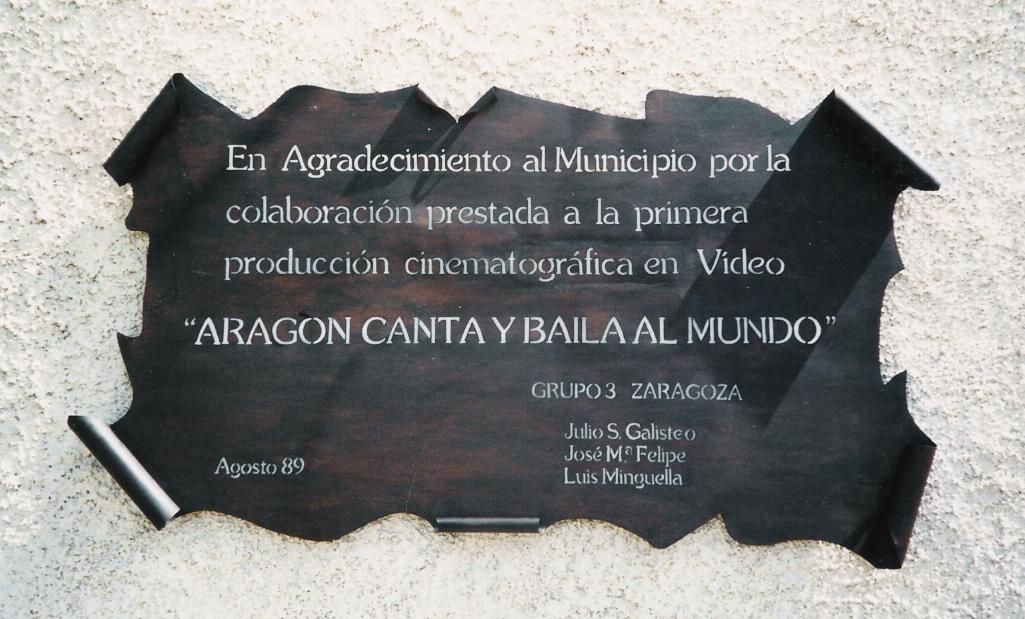 En Agradecimiento al Municipio por la
colaboración prestada a la primera
producción cinematográfica en Vídeo
“ARAGON CANTA Y BAILA AL MUNDO”
GRUPO 3 ZARAGOZA
Julio S. Galisteo
José Mª Felipe
Luis Minguella
Agosto 89